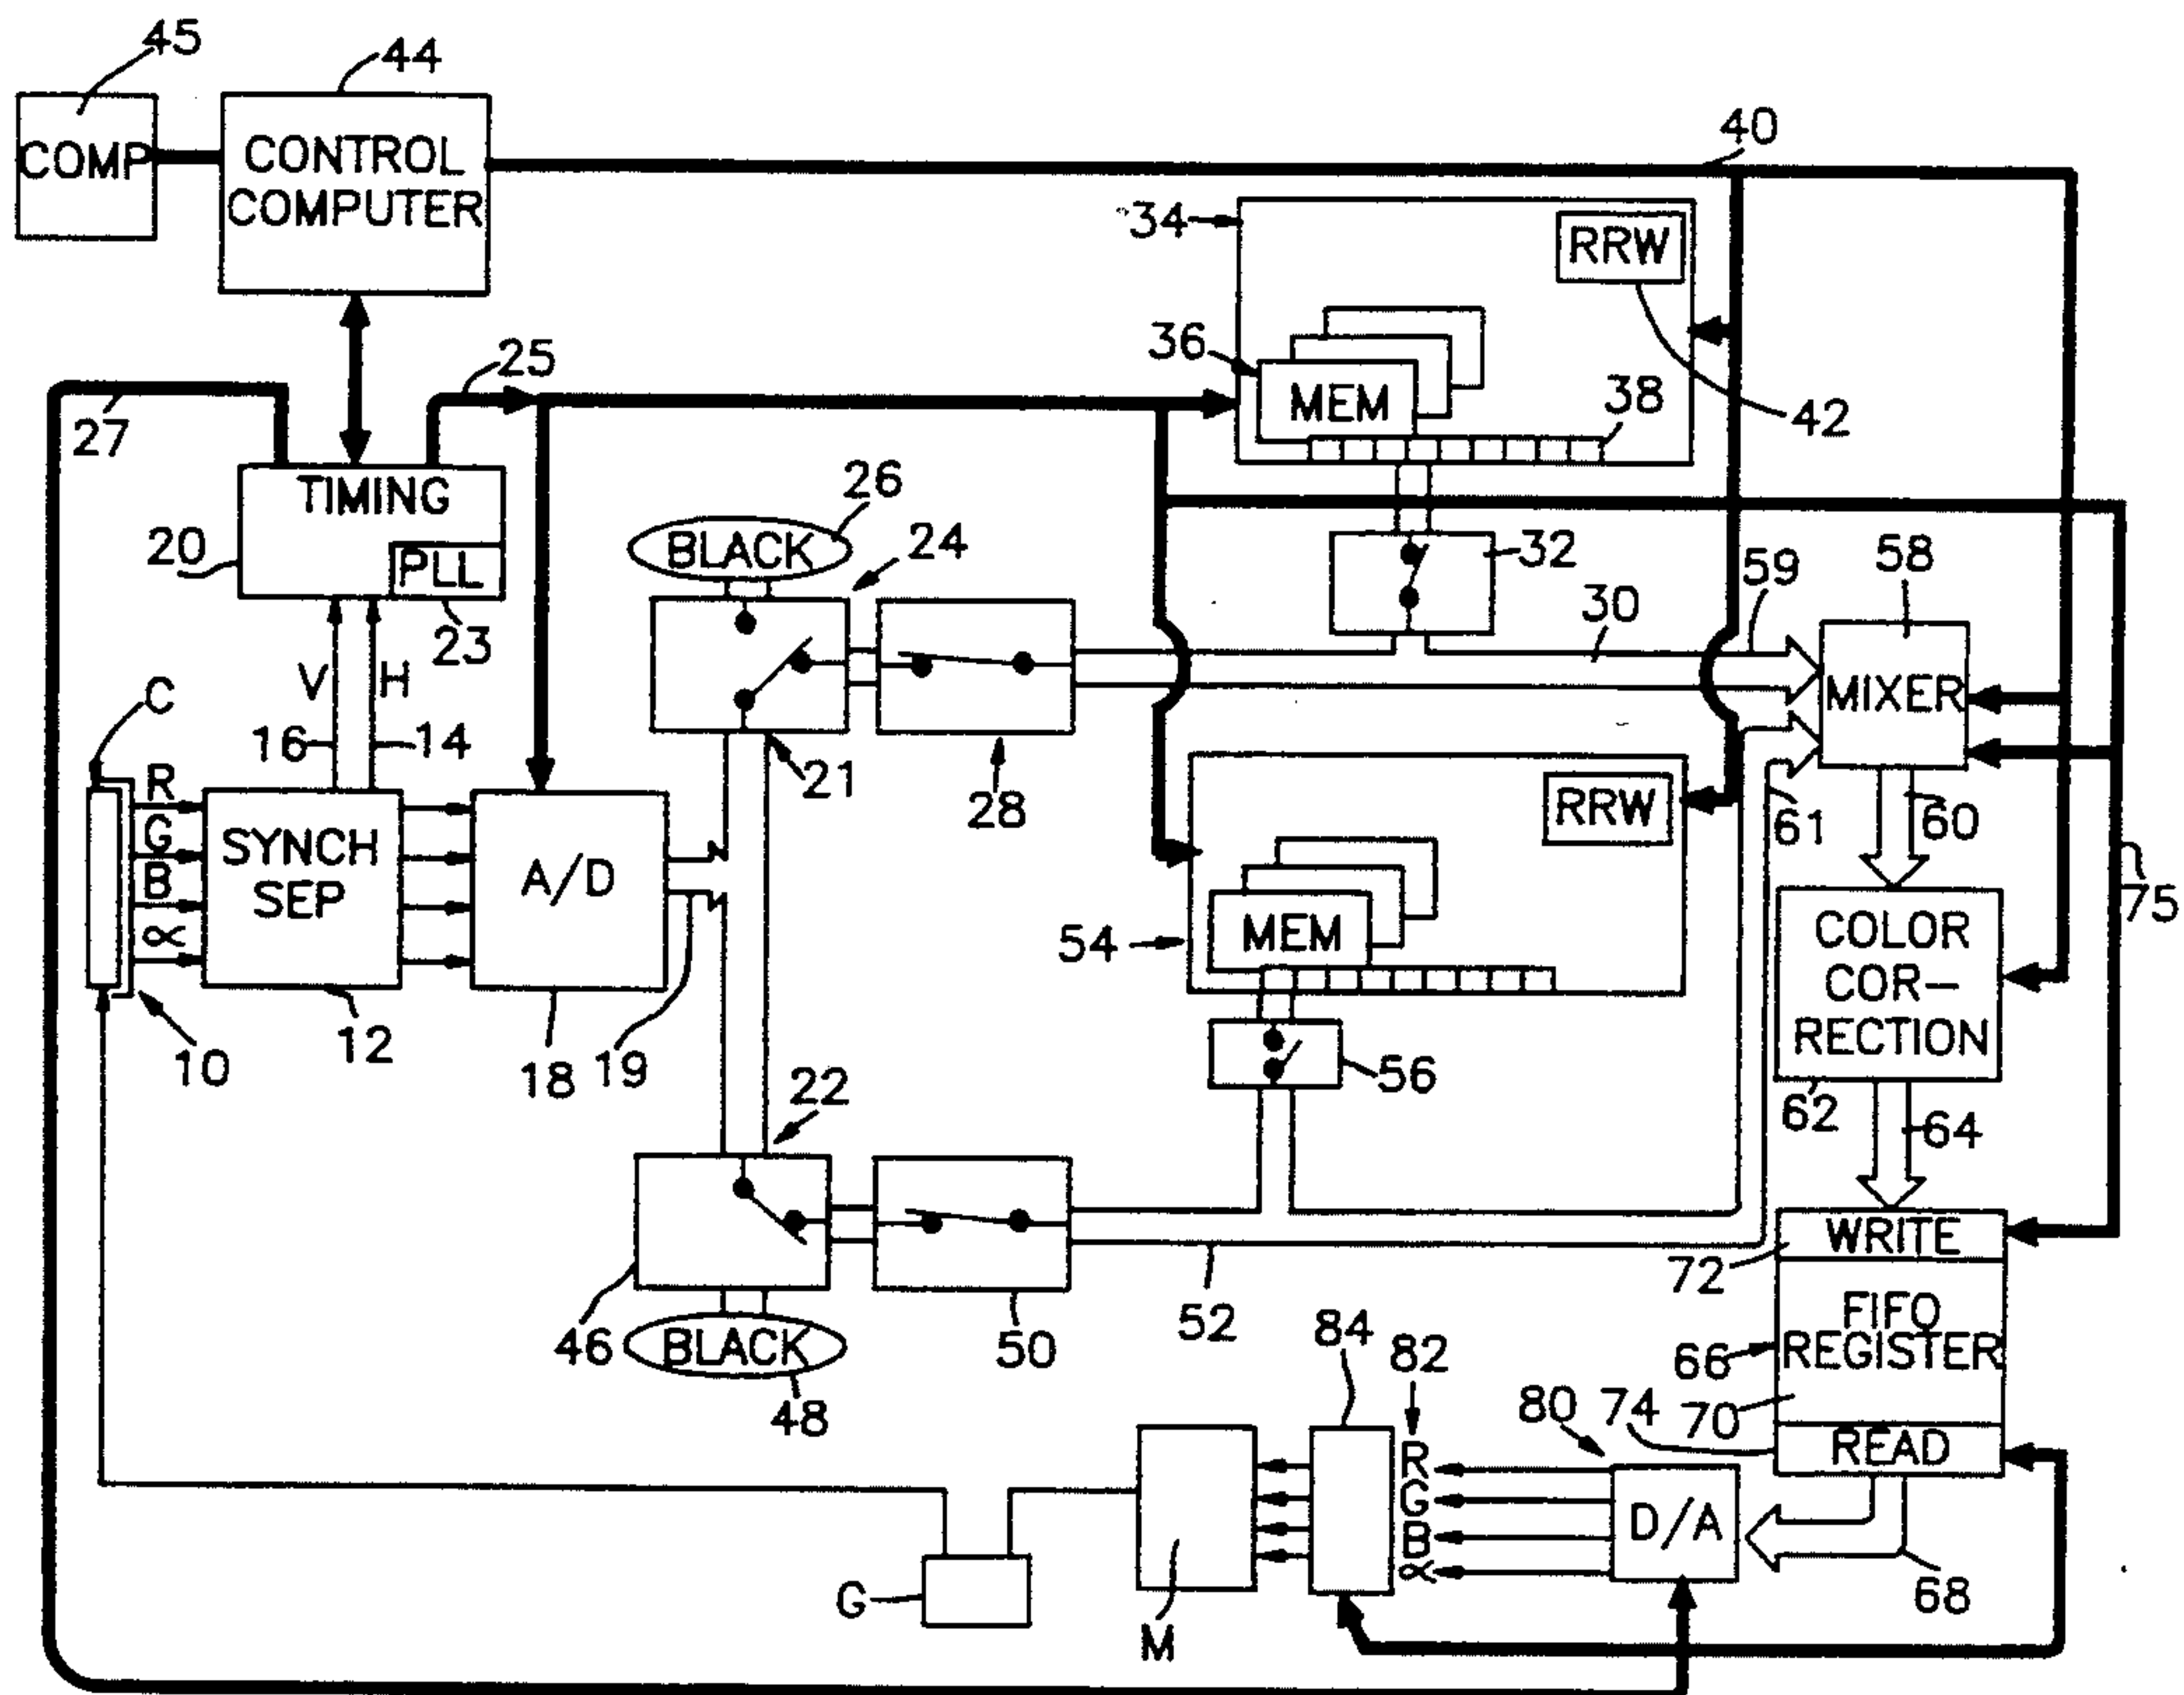 45
44
COMP
CONTROL
COMPUTER
40
34
RRW
36
MEM
38
42
25
27
TIMING
PLL
20
23
26
BLACK
24
32
30
59
58
MIXER
V
H
16
14
C
21
28
R
G
B
∝
SYNCH
SEP
A/D
10
12
18
19
RRW
MEM
54
56
61
60
75
COLOR
COR-
RECTION
62
64
22
46
BLACK
48
50
52
WRITE
72
FIFO
REGISTER
66
70
READ
74
80
84
82
R
G
B
∝
D/A
68
G
M